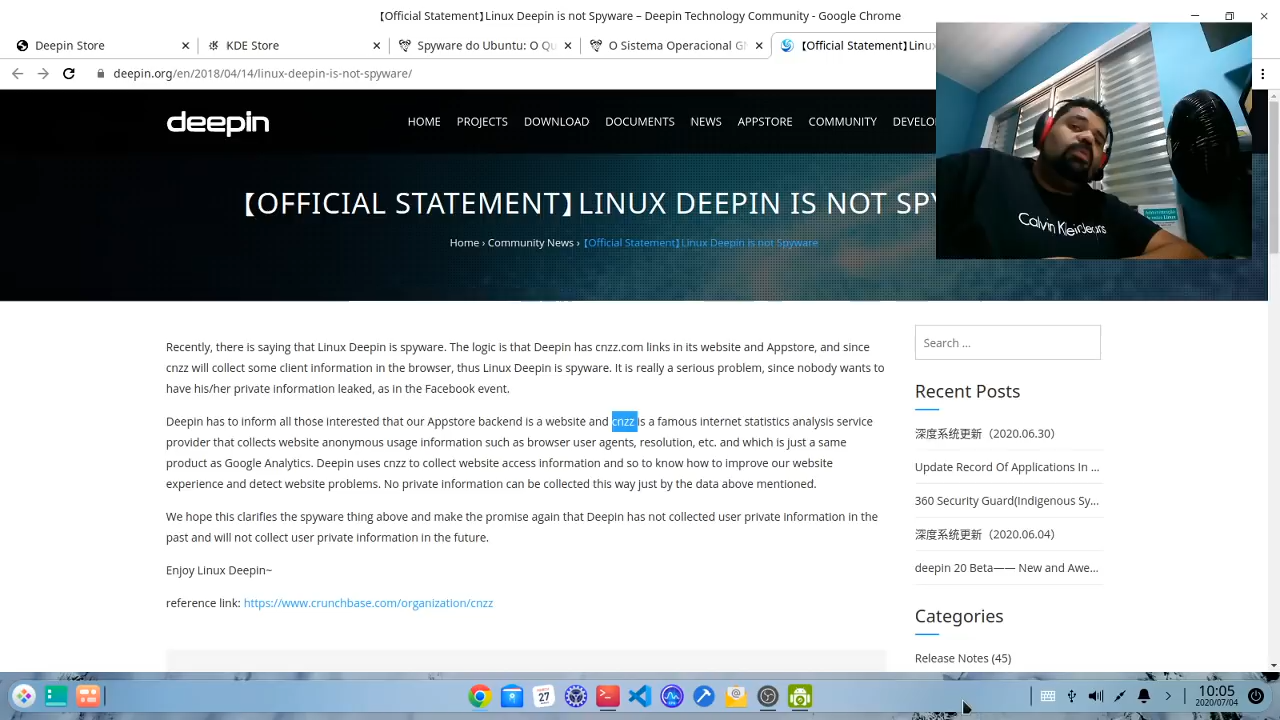 【Official Statement】Linux Deepin is not Spyware – Deepin Technology Community - Google Chrome
Deepin Store
KDE Store
Spyware do Ubuntu: O Qu
O Sistema Operacional GN
【Official Statement】Linu
deepin.org/en/2018/04/14/linux-deepin-is-not-spyware/
deepin
HOME PROJECTS DOWNLOAD DOCUMENTS NEWS APPSTORE COMMUNITY DEVELO
【OFFICIAL STATEMENT】LINUX DEEPIN IS NOT SPY
Home › Community News › 【Official Statement】Linux Deepin is not Spyware
Calvin Klein Jeans
Recently, there is saying that Linux Deepin is spyware. The logic is that Deepin has cnzz.com links in its website and Appstore, and since
cnzz will collect some client information in the browser, thus Linux Deepin is spyware. It is really a serious problem, since nobody wants to
have his/her private information leaked, as in the Facebook event.
Deepin has to inform all those interested that our Appstore backend is a website and cnzz is a famous internet statistics analysis service
provider that collects website anonymous usage information such as browser user agents, resolution, etc. and which is just a same
product as Google Analytics. Deepin uses cnzz to collect website access information and so to know how to improve our website
experience and detect website problems. No private information can be collected this way just by the data above mentioned.
We hope this clarifies the spyware thing above and make the promise again that Deepin has not collected user private information in the
past and will not collect user private information in the future.
Enjoy Linux Deepin~
reference link: https://www.crunchbase.com/organization/cnzz
Search ...
Recent Posts
深度系统更新（2020.06.30）
Update Record Of Applications In ...
360 Security Guard(Indigenous Sy...
深度系统更新（2020.06.04）
deepin 20 Beta—— New and Awe...
Categories
Release Notes (45)
27
10:05
2020/07/04